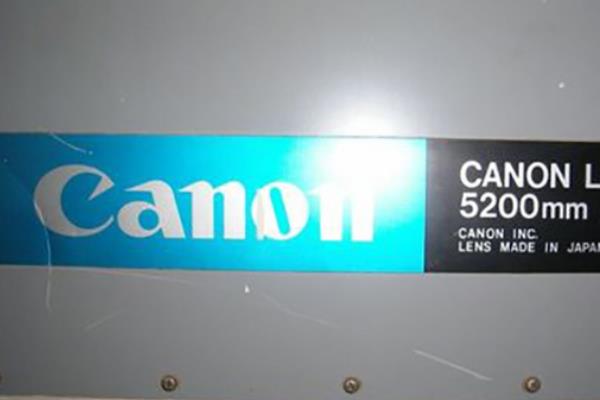 Canon
CANON L
5200mm
CANON INC.
LENS MADE IN JAPAN